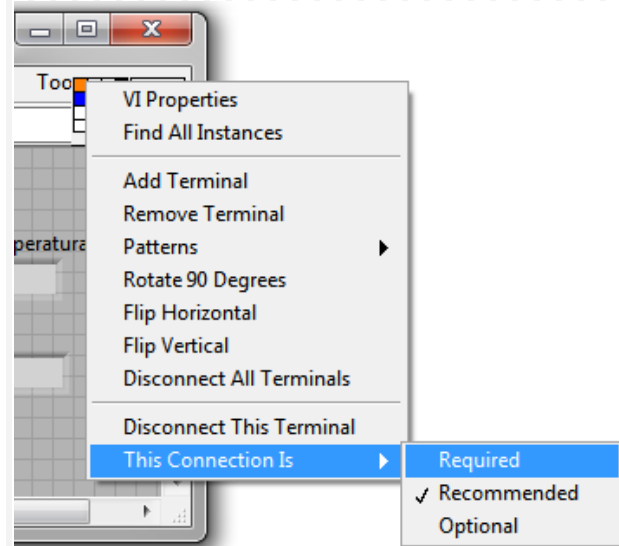 Too
VI Properties
Find All Instances
Add Terminal
Remove Terminal
peratura
Patterns
Rotate 90 Degrees
Flip Horizontal
Flip Vertical
Disconnect All Terminals
Disconnect This Terminal
This Connection Is
Required
✓ Recommended
Optional